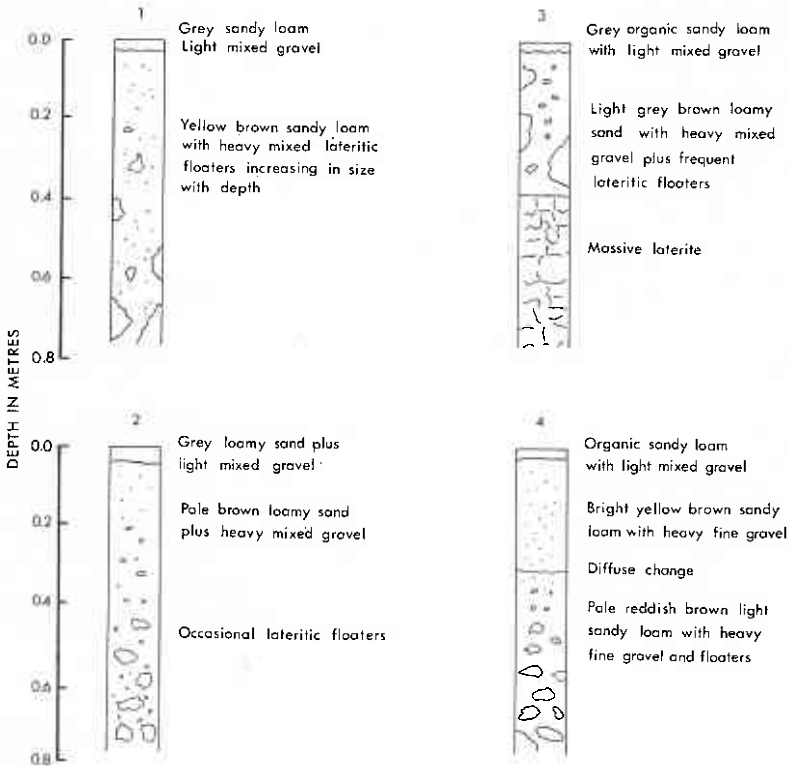 1
Grey sandy loam
Light mixed gravel
Yellow brown sandy loam
with heavy mixed lateritic
floaters increasing in size
with depth
3
Grey organic sandy loam
with light mixed gravel
Light grey brown loamy
sand with heavy mixed
gravel plus frequent
lateritic floaters
Massive laterite
0.0
0.2
0.4
0.6
0.8
DEPTH IN METRES
2
Grey loamy sand plus
light mixed gravel
Pale brown loamy sand
plus heavy mixed gravel
Occasional lateritic floaters
4
Organic sandy loam
with light mixed gravel
Bright yellow brown sandy
loam with heavy fine gravel
Diffuse change
Pale reddish brown light
sandy loam with heavy
fine gravel and floaters
0.0
0.2
0.4
0.6
0.8